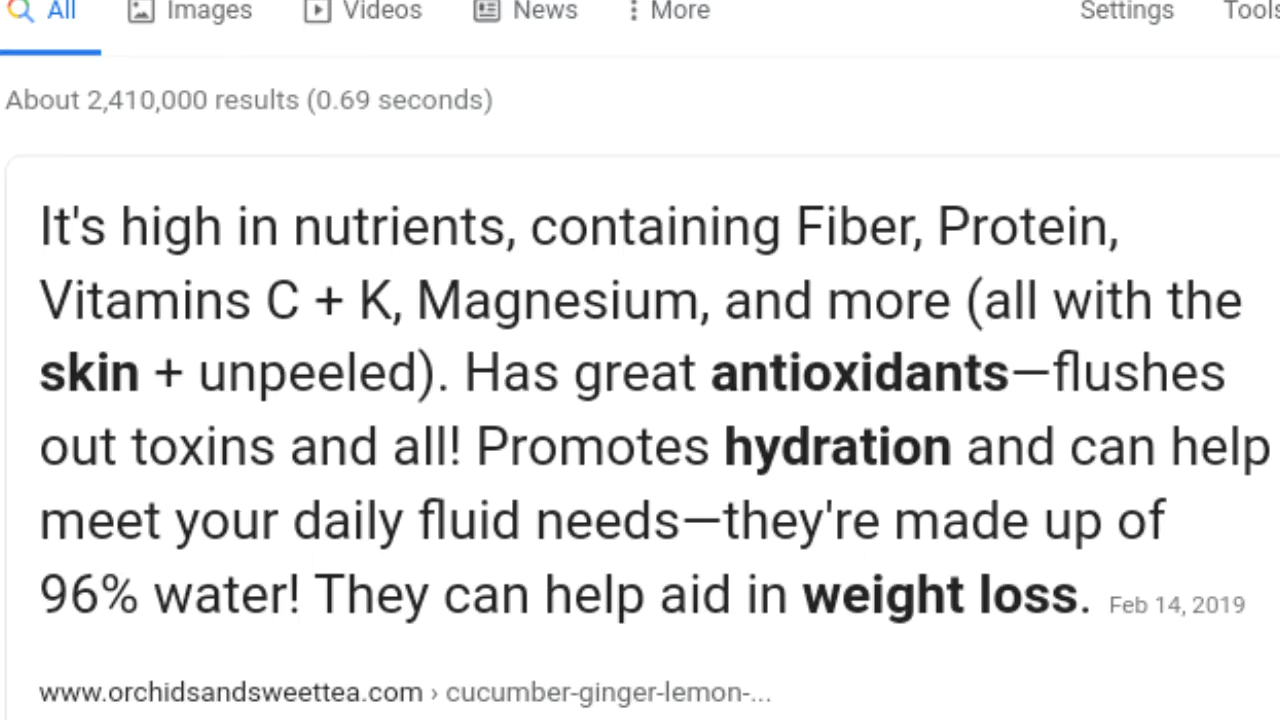 All Images Videos News More Settings Tools
About 2,410,000 results (0.69 seconds)
It's high in nutrients, containing Fiber, Protein,
Vitamins C + K, Magnesium, and more (all with the
skin + unpeeled). Has great antioxidants—flushes
out toxins and all! Promotes hydration and can help
meet your daily fluid needs—they're made up of
96% water! They can help aid in weight loss. Feb 14, 2019
www.orchidsandsweettea.com › cucumber-ginger-lemon-...